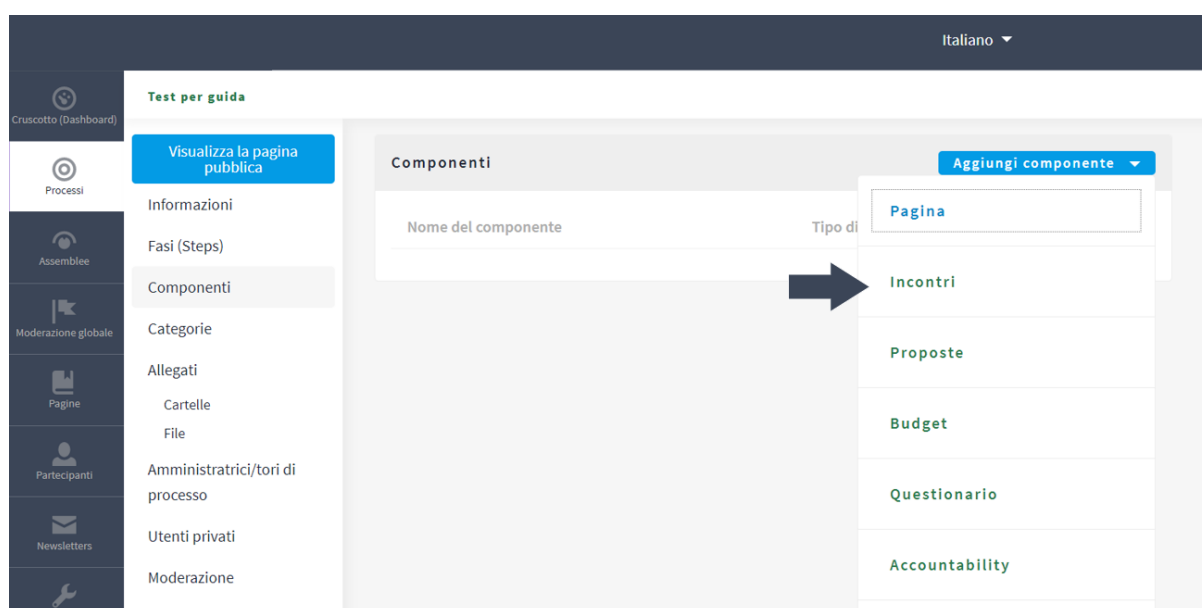 Italiano
Cruscotto (Dashboard)
Processi
Assemblee
Moderazione globale
Pagine
Partecipanti
Newsletters
Test per guida
Visualizza la pagina
pubblica
Informazioni
Fasi (Steps)
Componenti
Categorie
Allegati
Cartelle
File
Amministratrici/tori di
processo
Utenti privati
Moderazione
Componenti
Aggiungi componente
Nome del componente
Tipo di
Pagina
Incontri
Proposte
Budget
Questionario
Accountability